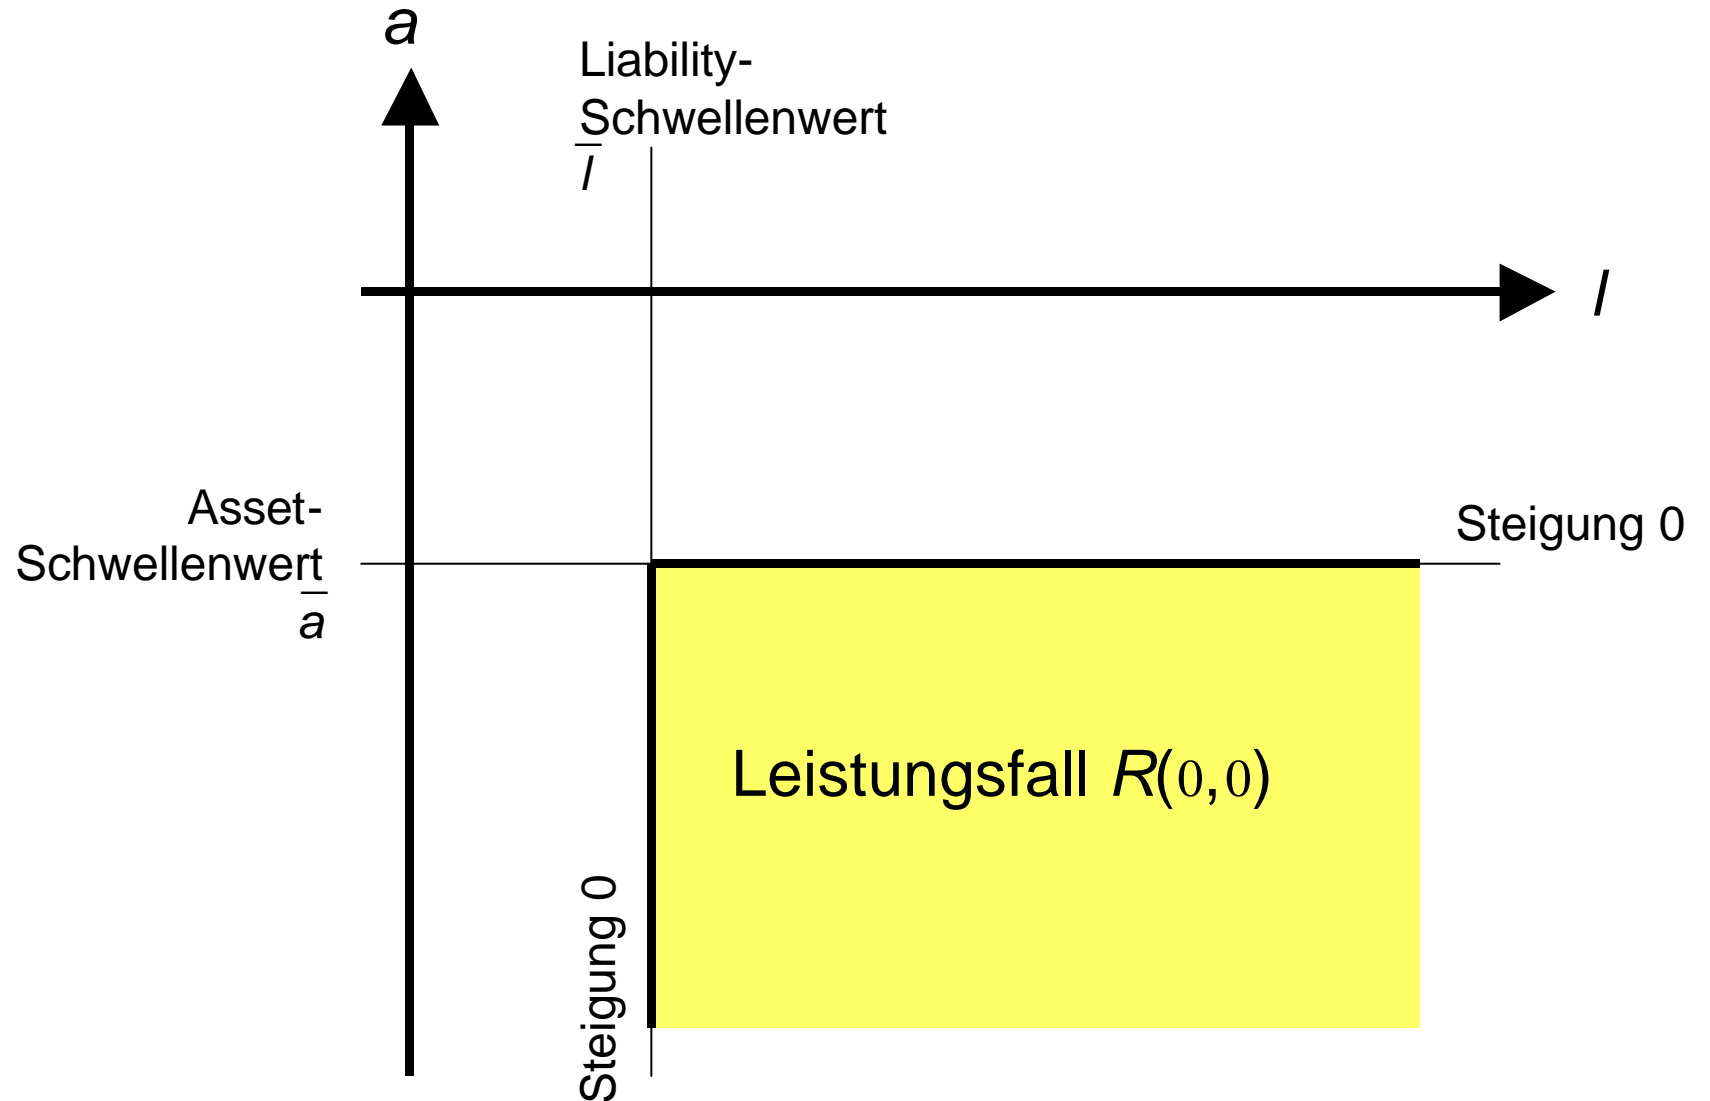 a
Liability-
Schwellenwert
l̅
l
Asset-
Schwellenwert
a̅
Steigung 0
Leistungsfall R(0,0)
Steigung 0